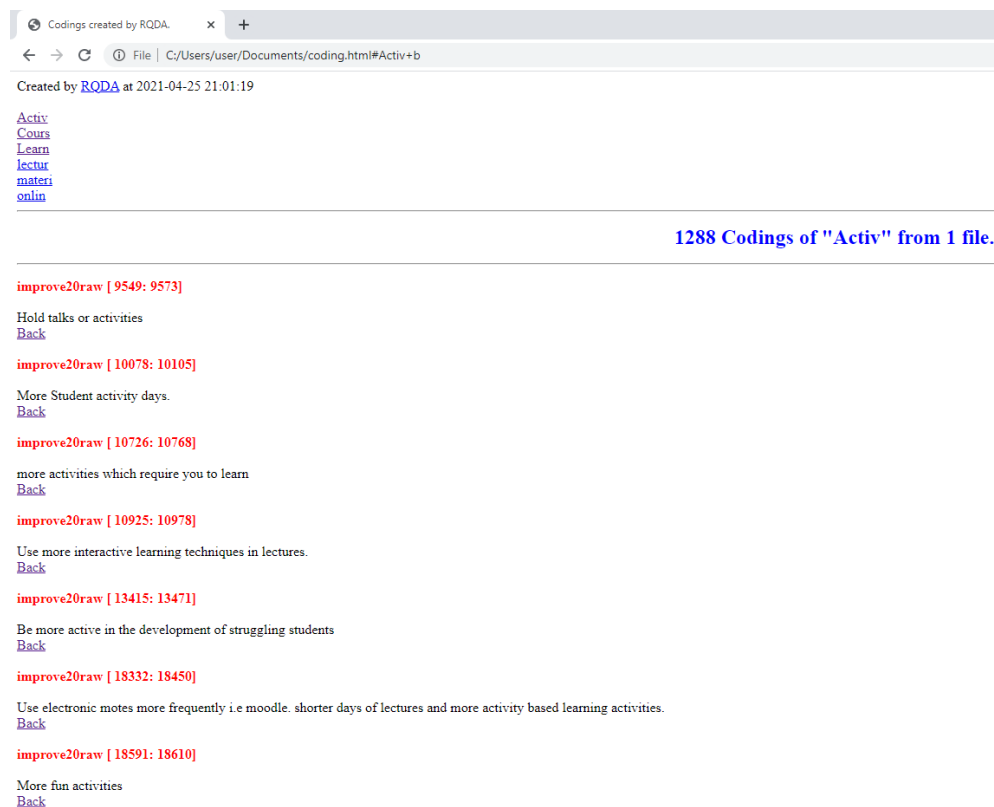 Codings created by RQDA.
File | C:/Users/user/Documents/coding.html#Activ+b
Created by RQDA at 2021-04-25 21:01:19
Activ
Cours
Learn
lectur
materi
onlin
1288 Codings of "Activ" from 1 file.
improve20raw [ 9549: 9573]
Hold talks or activities
Back
improve20raw [ 10078: 10105]
More Student activity days.
Back
improve20raw [ 10726: 10768]
more activities which require you to learn
Back
improve20raw [ 10925: 10978]
Use more interactive learning techniques in lectures.
Back
improve20raw [ 13415: 13471]
Be more active in the development of struggling students
Back
improve20raw [ 18332: 18450]
Use electronic motes more frequently i.e moodle. shorter days of lectures and more activity based learning activities.
Back
improve20raw [ 18591: 18610]
More fun activities
Back